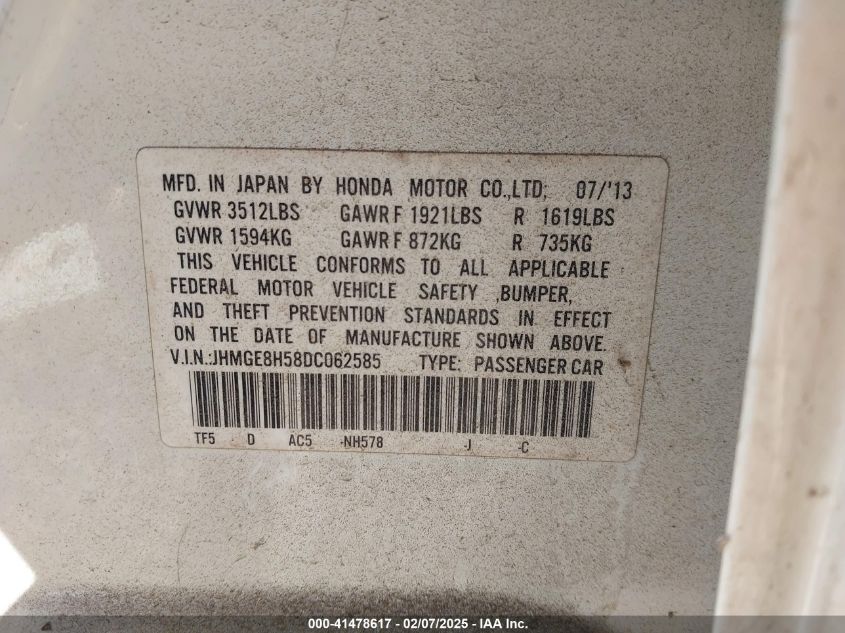 MFD. IN JAPAN BY HONDA MOTOR CO.,LTD; 07/'13
GVWR 3512LBS GAWR F 1921LBS R 1619LBS
GVWR 1594KG GAWR F 872KG R 735KG
THIS VEHICLE CONFORMS TO ALL APPLICABLE
FEDERAL MOTOR VEHICLE SAFETY ,BUMPER,
AND THEFT PREVENTION STANDARDS IN EFFECT
ON THE DATE OF MANUFACTURE SHOWN ABOVE.
V.I.N.:JHMGE8H58DC062585 TYPE: PASSENGER CAR
TF5 D AC5 -NH578 J -C
000-41478617 - 02/07/2025 - IAA Inc.